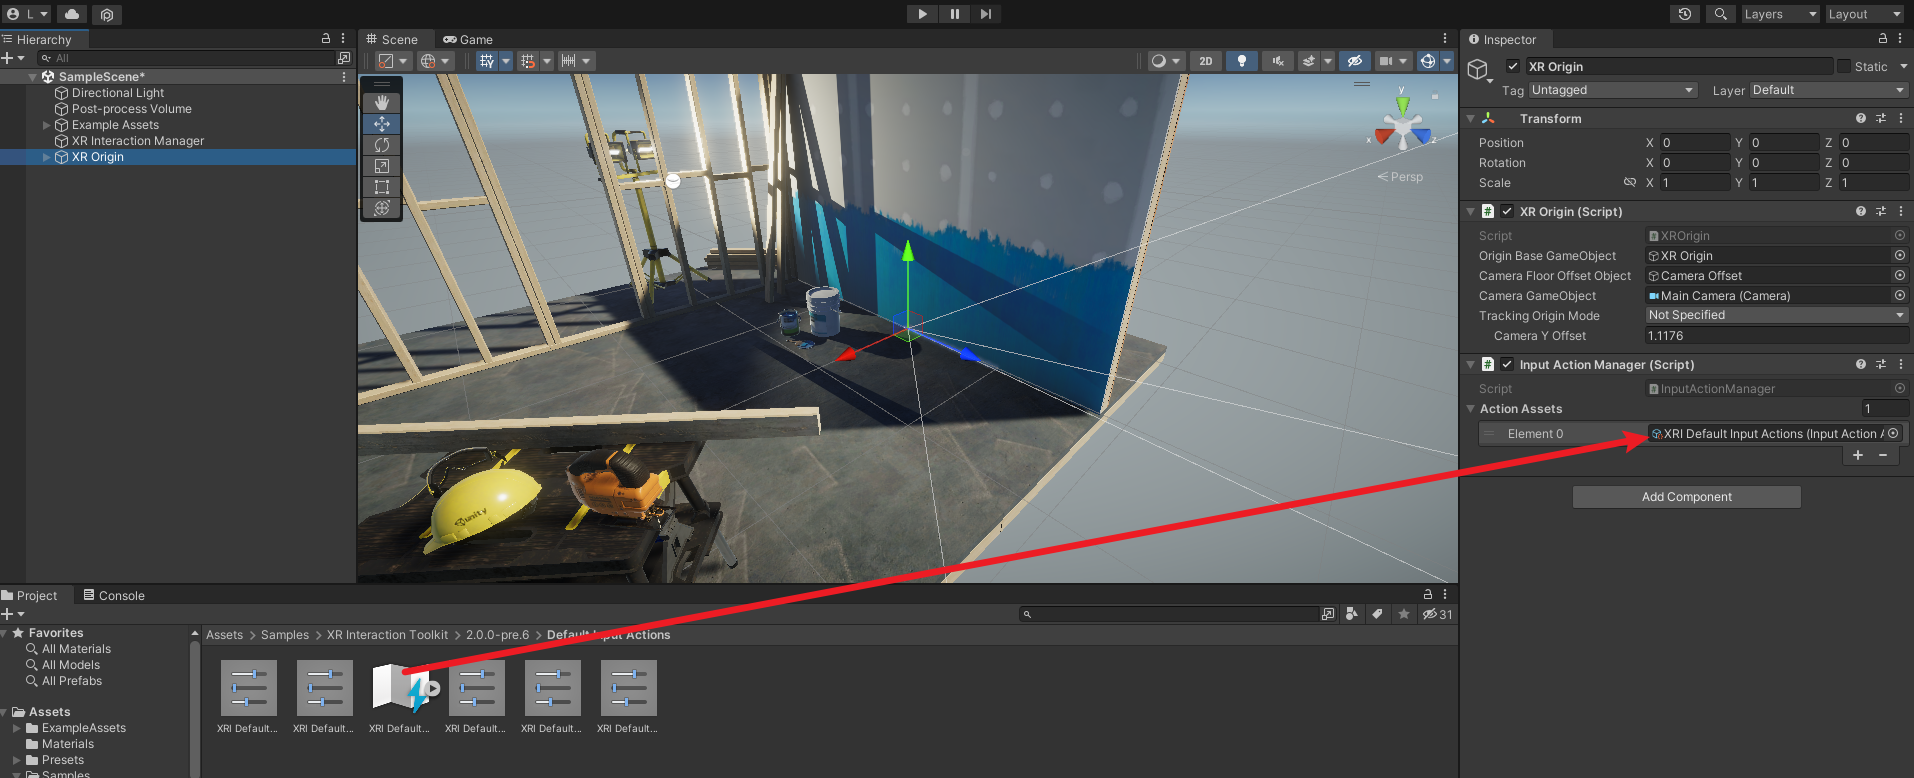 L
Layers
Layout
Hierarchy
All
SampleScene*
Directional Light
Post-process Volume
Example Assets
XR Interaction Manager
XR Origin
Scene
Game
2D
y
x
z
Persp
unity
Inspector
XR Origin
Static
Tag
Untagged
Layer
Default
Transform
Position
X
0
Y
0
Z
0
Rotation
X
0
Y
0
Z
0
Scale
X
1
Y
1
Z
1
XR Origin (Script)
Script
XROrigin
Origin Base GameObject
XR Origin
Camera Floor Offset Object
Camera Offset
Camera GameObject
Main Camera (Camera)
Tracking Origin Mode
Not Specified
Camera Y Offset
1.1176
Input Action Manager (Script)
Script
InputActionManager
Action Assets
1
Element 0
XRI Default Input Actions (Input Action A
Add Component
Project
Console
31
Favorites
All Materials
All Models
All Prefabs
Assets
ExampleAssets
Materials
Presets
Samples
Assets > Samples > XR Interaction Toolkit > 2.0.0-pre.6 > Default Input Actions
XRI Default...
XRI Default...
XRI Default...
XRI Default...
XRI Default...
XRI Default...